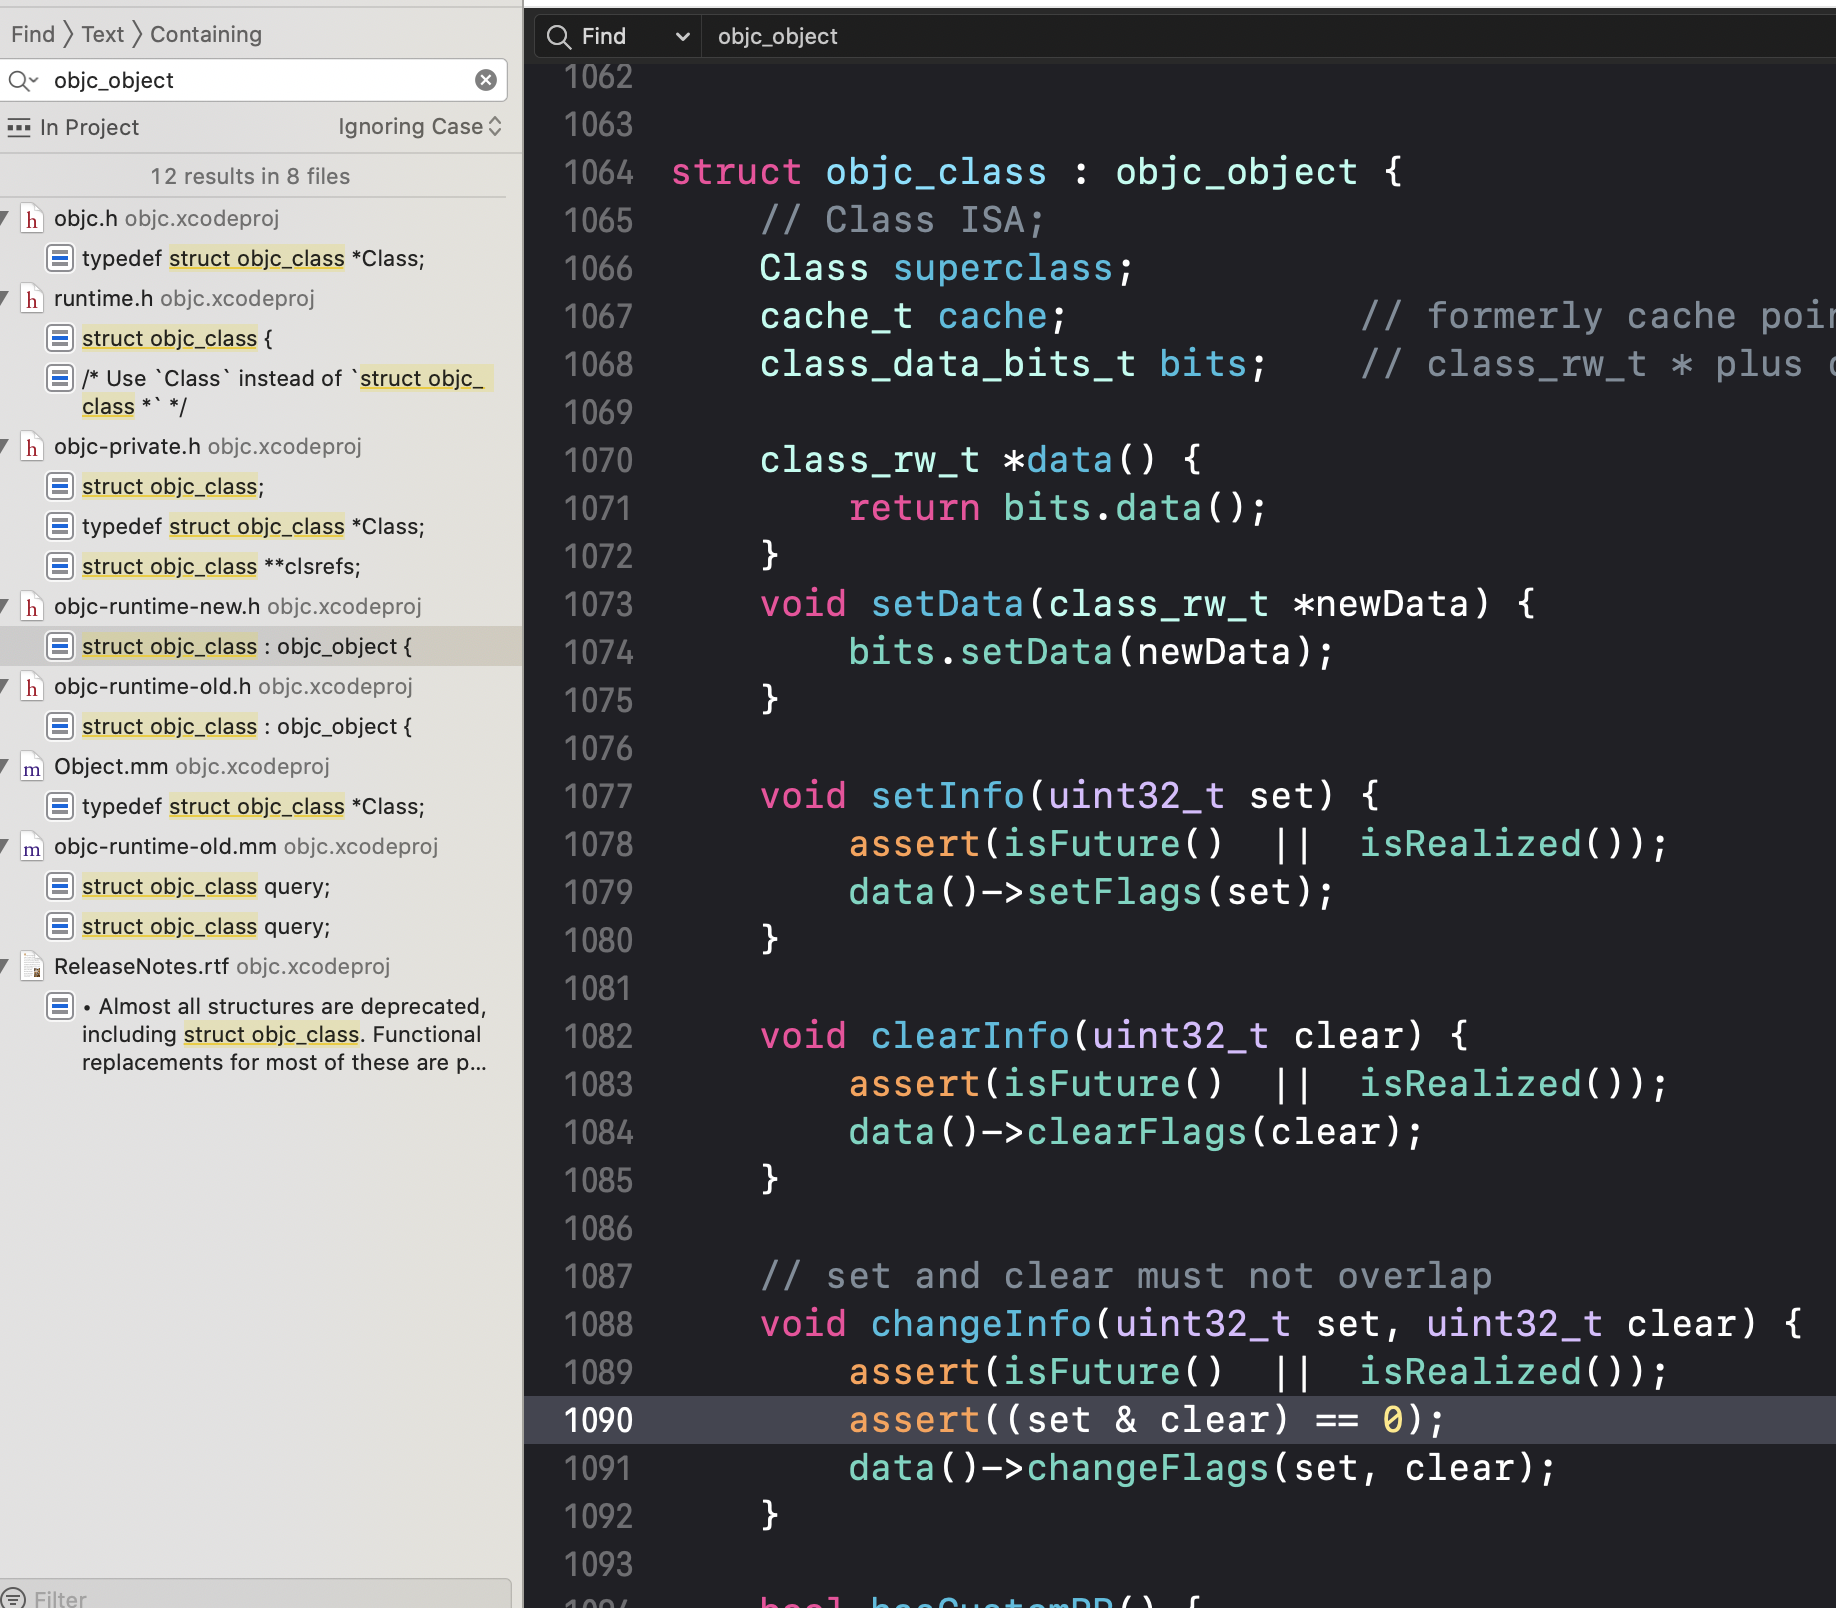 Find 〉 Text 〉 Containing
objc_object
In Project Ignoring Case
12 results in 8 files
objc.h objc.xcodeproj
typedef struct objc_class *Class;
runtime.h objc.xcodeproj
struct objc_class {
/* Use `Class` instead of `struct objc_
class *` */
objc-private.h objc.xcodeproj
struct objc_class;
typedef struct objc_class *Class;
struct objc_class **clsrefs;
objc-runtime-new.h objc.xcodeproj
struct objc_class : objc_object {
objc-runtime-old.h objc.xcodeproj
struct objc_class : objc_object {
Object.mm objc.xcodeproj
typedef struct objc_class *Class;
objc-runtime-old.mm objc.xcodeproj
struct objc_class query;
struct objc_class query;
ReleaseNotes.rtf objc.xcodeproj
• Almost all structures are deprecated,
including struct objc_class. Functional
replacements for most of these are p...
Filter
Find objc_object
1062
1063
1064 struct objc_class : objc_object {
1065     // Class ISA;
1066     Class superclass;
1067     cache_t cache;             // formerly cache
1068     class_data_bits_t bits;    // class_rw_t * plus
1069
1070     class_rw_t *data() {
1071         return bits.data();
1072     }
1073     void setData(class_rw_t *newData) {
1074         bits.setData(newData);
1075     }
1076
1077     void setInfo(uint32_t set) {
1078         assert(isFuture()  ||  isRealized());
1079         data()->setFlags(set);
1080     }
1081
1082     void clearInfo(uint32_t clear) {
1083         assert(isFuture()  ||  isRealized());
1084         data()->clearFlags(clear);
1085     }
1086
1087     // set and clear must not overlap
1088     void changeInfo(uint32_t set, uint32_t clear) {
1089         assert(isFuture()  ||  isRealized());
1090         assert((set & clear) == 0);
1091         data()->changeFlags(set, clear);
1092     }
1093
1094     bool hasCustomRR() {